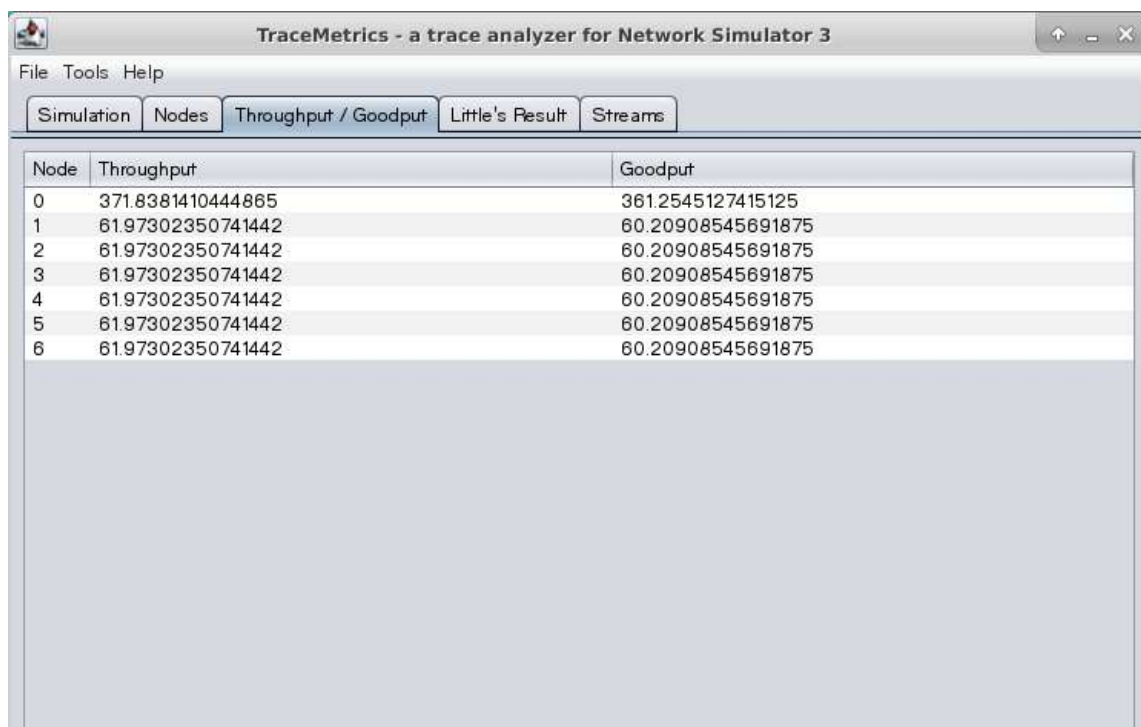 TraceMetrics - a trace analyzer for Network Simulator 3
File Tools Help
Simulation Nodes Throughput / Goodput Little's Result Streams
Node Throughput Goodput
0 371.8381410444865 361.2545127415125
1 61.97302350741442 60.20908545691875
2 61.97302350741442 60.20908545691875
3 61.97302350741442 60.20908545691875
4 61.97302350741442 60.20908545691875
5 61.97302350741442 60.20908545691875
6 61.97302350741442 60.20908545691875